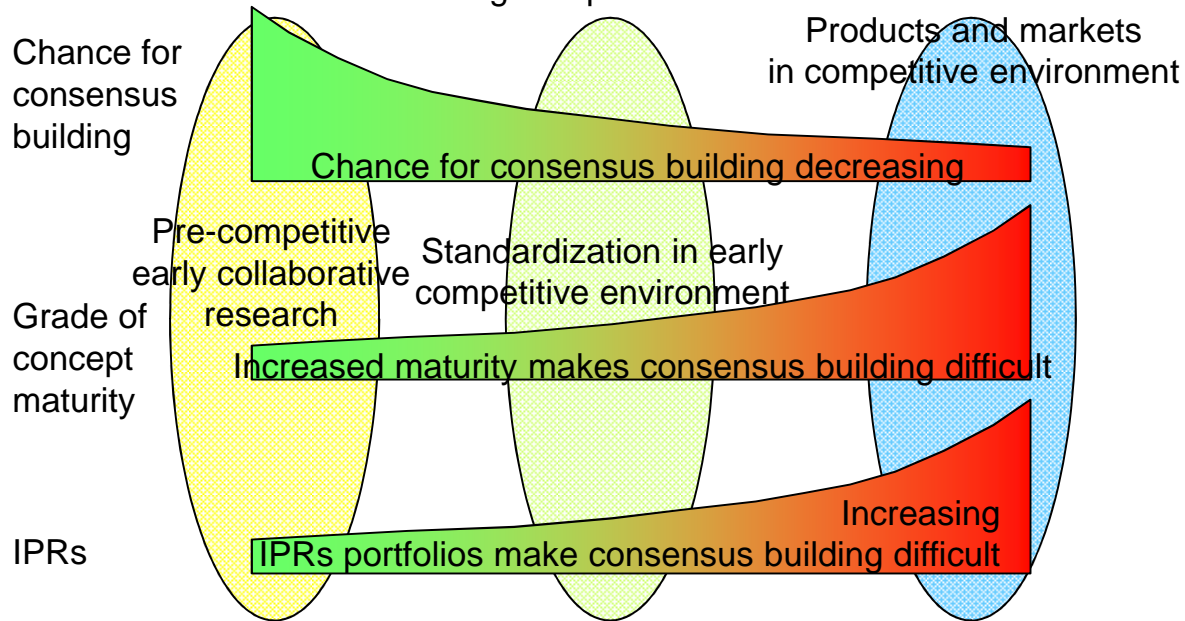 Chance for
consensus
building
Products and markets
in competitive environment
Chance for consensus building decreasing
Pre-competitive
early collaborative
research
Standardization in early
competitive environment
Grade of
concept
maturity
Increased maturity makes consensus building difficult
IPRs
Increasing
IPRs portfolios make consensus building difficult